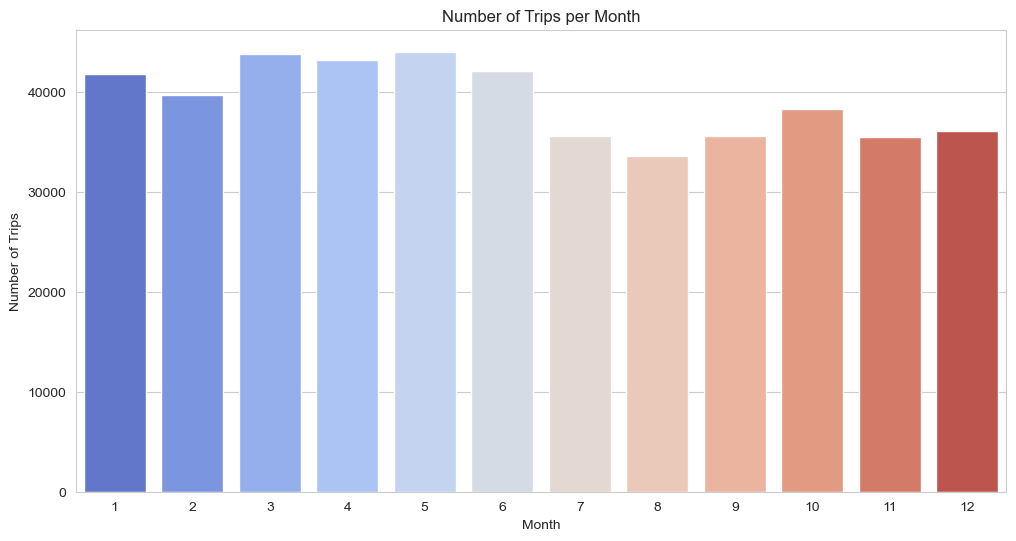 Number of Trips per Month
Number of Trips
40000
30000
20000
10000
0
1 2 3 4 5 6 7 8 9 10 11 12
Month